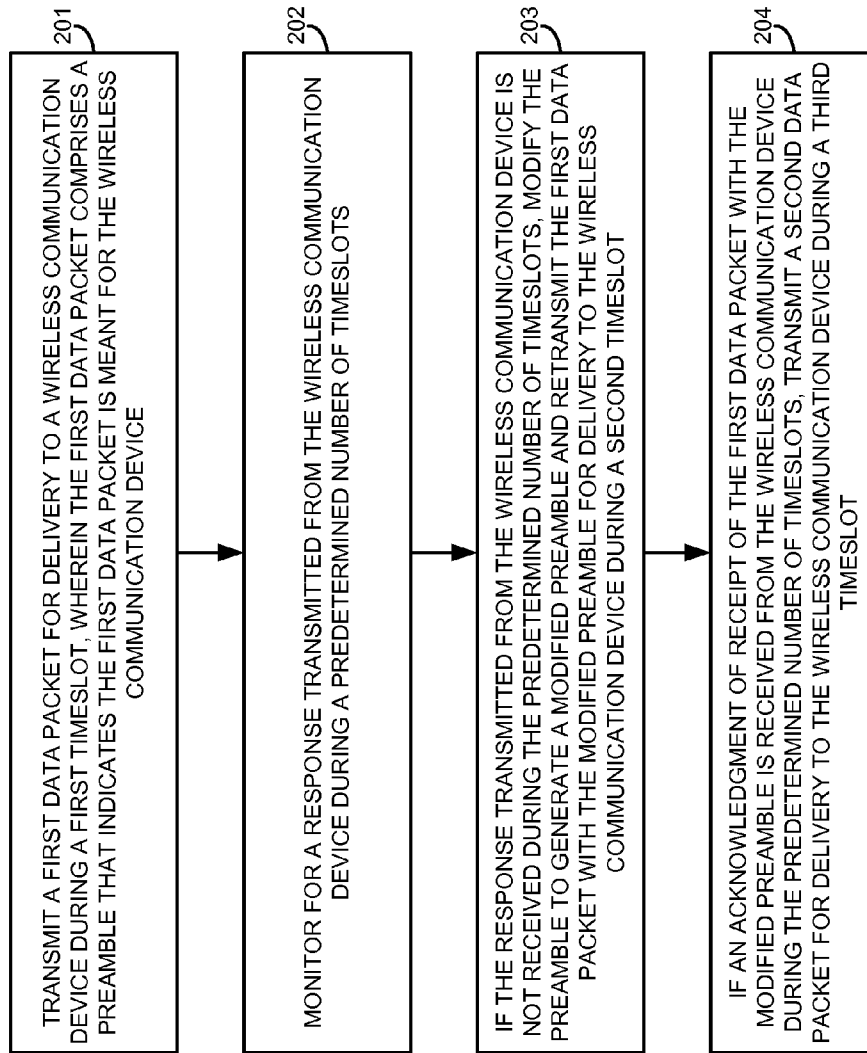 201
TRANSMIT A FIRST DATA PACKET FOR DELIVERY TO A WIRELESS COMMUNICATION
DEVICE DURING A FIRST TIMESLOT, WHEREIN THE FIRST DATA PACKET COMPRISES A
PREAMBLE THAT INDICATES THE FIRST DATA PACKET IS MEANT FOR THE WIRELESS
COMMUNICATION DEVICE
202
MONITOR FOR A RESPONSE TRANSMITTED FROM THE WIRELESS COMMUNICATION
DEVICE DURING A PREDETERMINED NUMBER OF TIMESLOTS
203
IF THE RESPONSE TRANSMITTED FROM THE WIRELESS COMMUNICATION DEVICE IS
NOT RECEIVED DURING THE PREDETERMINED NUMBER OF TIMESLOTS, MODIFY THE
PREAMBLE TO GENERATE A MODIFIED PREAMBLE AND RETRANSMIT THE FIRST DATA
PACKET WITH THE MODIFIED PREAMBLE FOR DELIVERY TO THE WIRELESS
COMMUNICATION DEVICE DURING A SECOND TIMESLOT
204
IF AN ACKNOWLEDGMENT OF RECEIPT OF THE FIRST DATA PACKET WITH THE
MODIFIED PREAMBLE IS RECEIVED FROM THE WIRELESS COMMUNICATION DEVICE
DURING THE PREDETERMINED NUMBER OF TIMESLOTS, TRANSMIT A SECOND DATA
PACKET FOR DELIVERY TO THE WIRELESS COMMUNICATION DEVICE DURING A THIRD
TIMESLOT